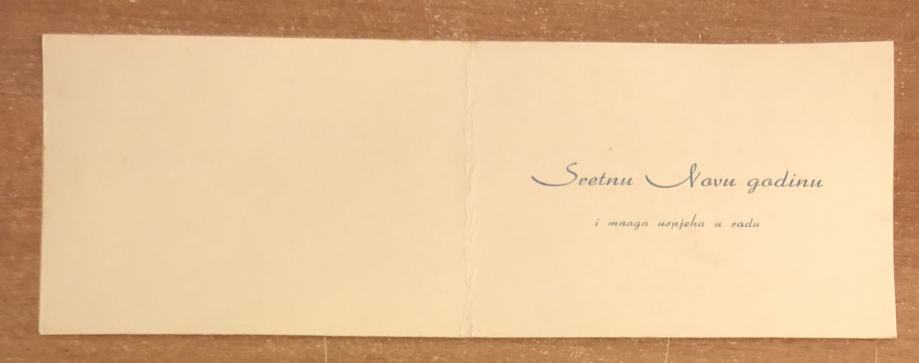 Sretnu Novu godinu
i mnogo uspjeha u radu